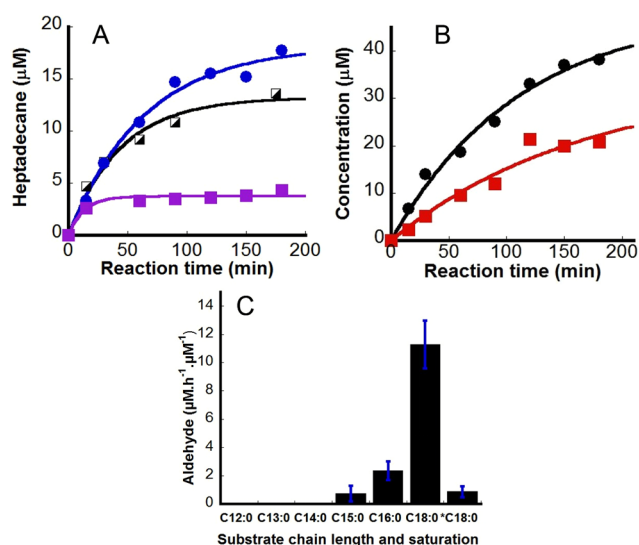 A
Heptadecane (μM)
20
15
10
5
0
0 50 100 150 200
Reaction time (min)
B
Concentration (μM)
40
30
20
10
0
0 50 100 150 200
Reaction time (min)
C
Aldehyde (μM.h⁻¹.μM⁻¹)
14
12
10
8
6
4
2
0
C12:0 C13:0 C14:0 C15:0 C16:0 C18:0 *C18:0
Substrate chain length and saturation